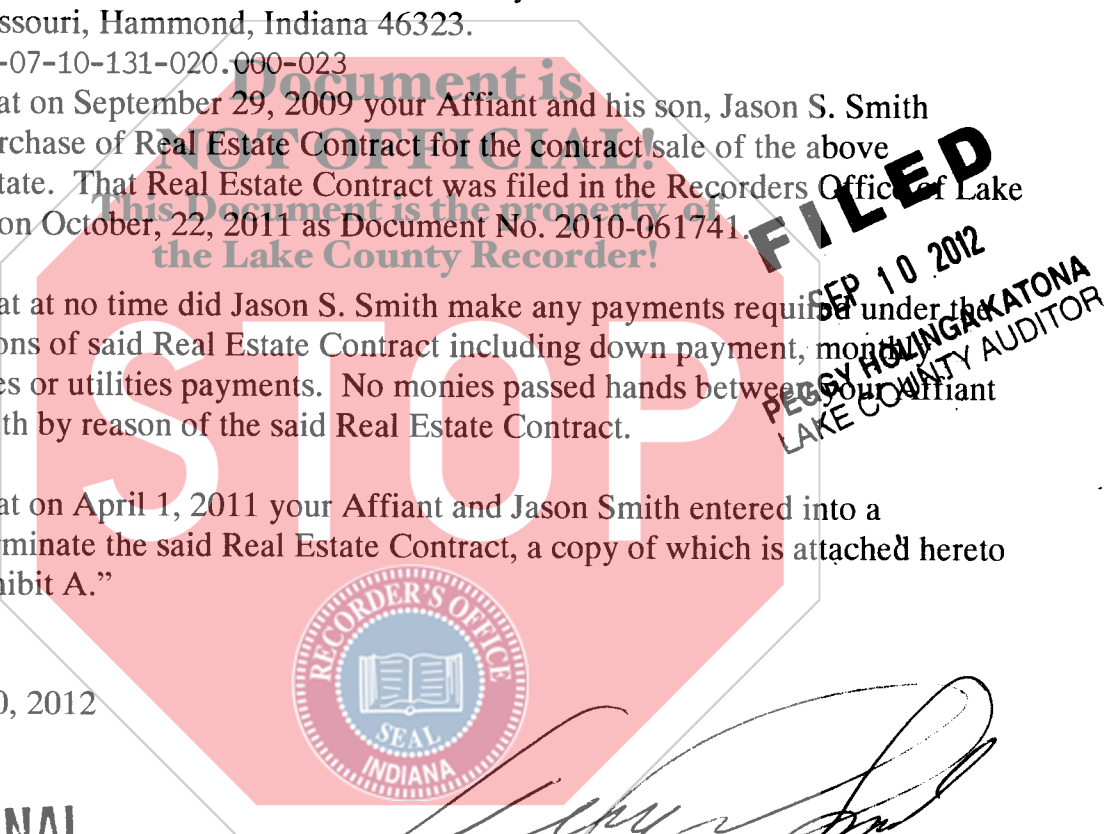 ssouri, Hammond, Indiana 46323.
-07-10-131-020.000-023
Document is
at on September 29, 2009 your Affiant and his son, Jason S. Smith
NOT OFFICIAL!
rchase of Real Estate Contract for the contract sale of the above
tate. That Real Estate Contract was filed in the Recorders Office of Lake
This Document is the property of
on October, 22, 2011 as Document No. 2010-061741.
the Lake County Recorder!
FILED
SEP 10 2012
PEGGY HOLINGA KATONA
LAKE COUNTY AUDITOR
at at no time did Jason S. Smith make any payments required under the
ons of said Real Estate Contract including down payment, monthly
es or utilities payments. No monies passed hands between your Affiant
th by reason of the said Real Estate Contract.
STOP
at on April 1, 2011 your Affiant and Jason Smith entered into a
rminate the said Real Estate Contract, a copy of which is attached hereto
hibit A.”
RECORDER'S OFFICE
SEAL
INDIANA
0, 2012
NAL